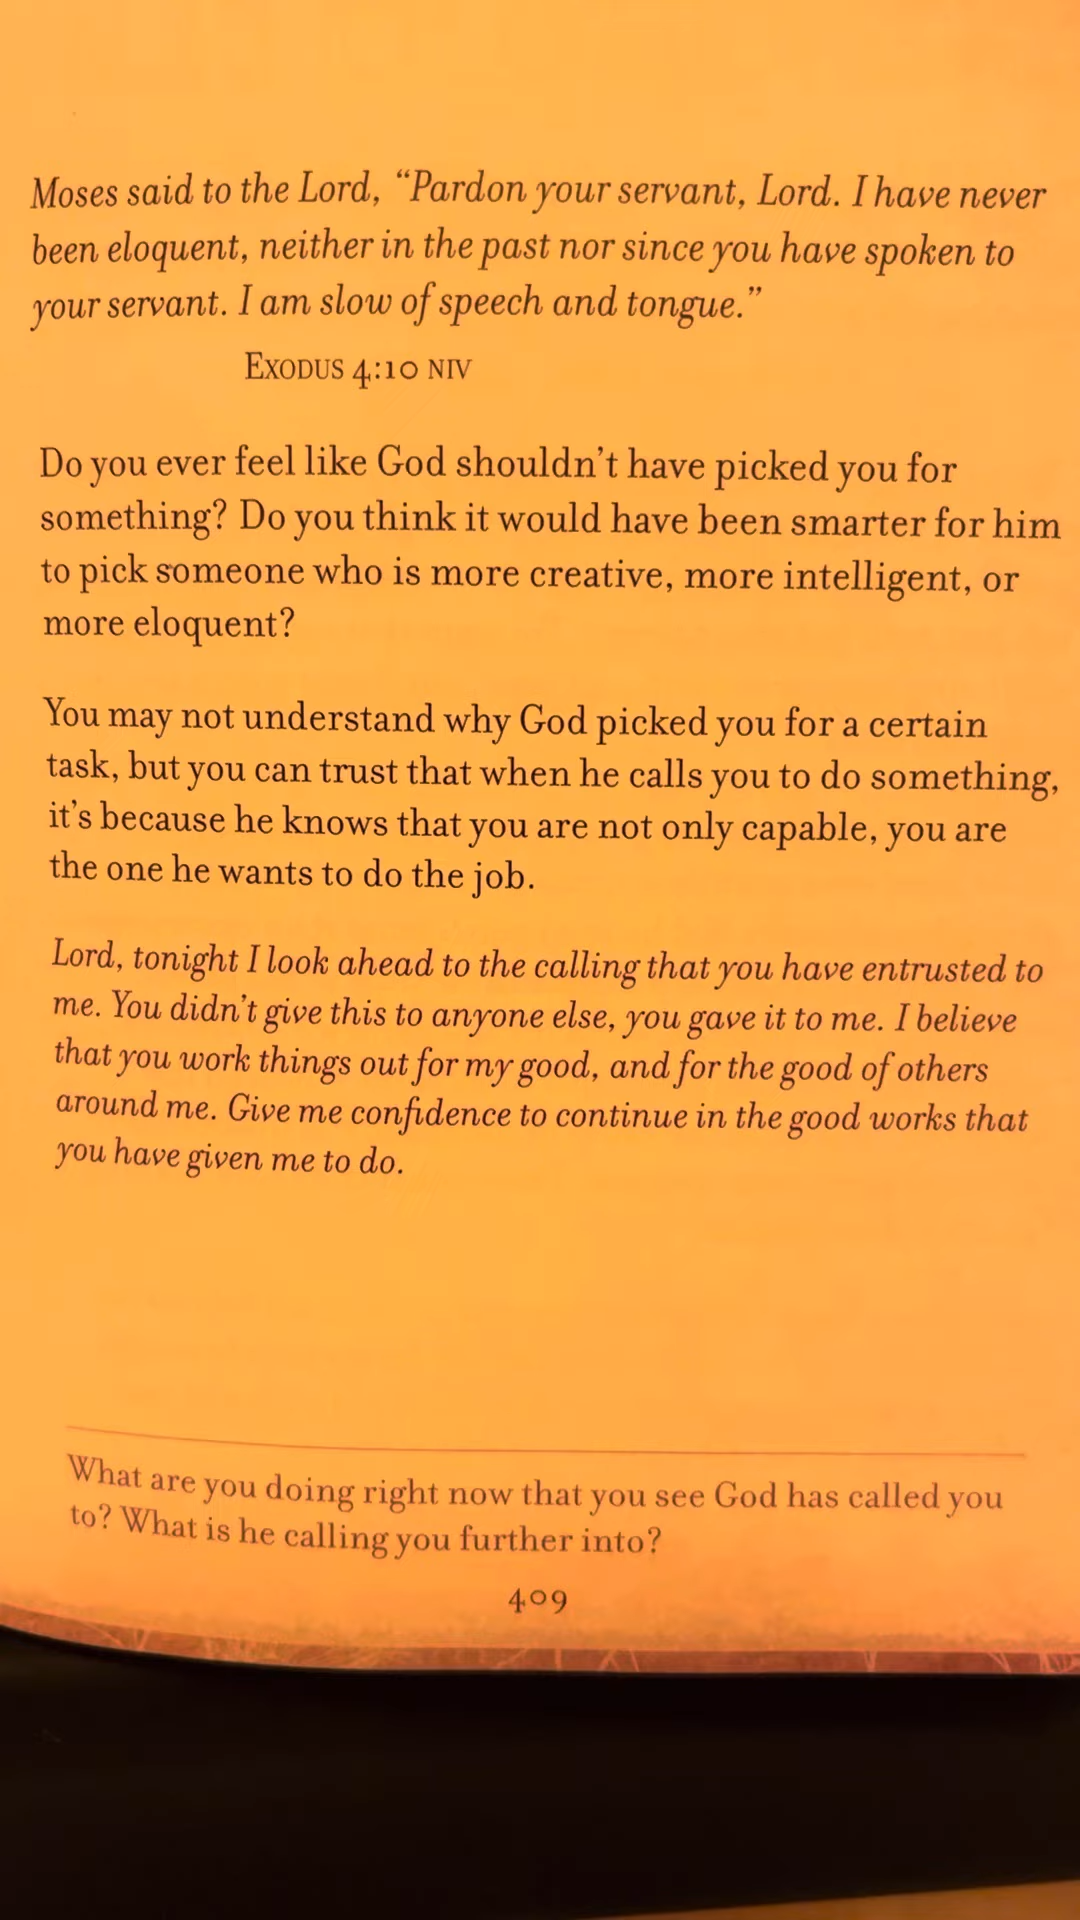 Moses said to the Lord, “Pardon your servant, Lord. I have never
been eloquent, neither in the past nor since you have spoken to
your servant. I am slow of speech and tongue.”
EXODUS 4:10 NIV
Do you ever feel like God shouldn’t have picked you for
something? Do you think it would have been smarter for him
to pick someone who is more creative, more intelligent, or
more eloquent?
You may not understand why God picked you for a certain
task, but you can trust that when he calls you to do something,
it’s because he knows that you are not only capable, you are
the one he wants to do the job.
Lord, tonight I look ahead to the calling that you have entrusted to
me. You didn’t give this to anyone else, you gave it to me. I believe
that you work things out for my good, and for the good of others
around me. Give me confidence to continue in the good works that
you have given me to do.
What are you doing right now that you see God has called you
to? What is he calling you further into?
409